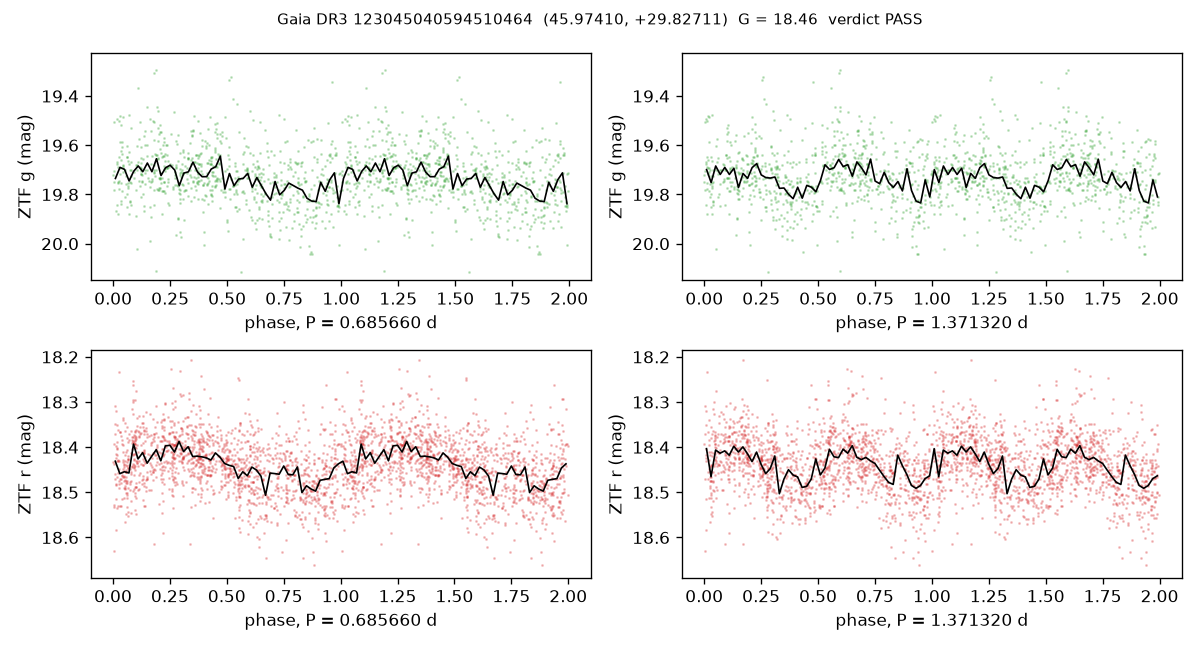 Gaia DR3 123045040594510464 (45.97410, +29.82711) G = 18.46 verdict PASS
ZTF g (mag)
19.4
19.6
19.8
20.0
0.00 0.25 0.50 0.75 1.00 1.25 1.50 1.75 2.00
phase, P = 0.685660 d
ZTF g (mag)
19.4
19.6
19.8
20.0
0.00 0.25 0.50 0.75 1.00 1.25 1.50 1.75 2.00
phase, P = 1.371320 d
ZTF r (mag)
18.2
18.3
18.4
18.5
18.6
0.00 0.25 0.50 0.75 1.00 1.25 1.50 1.75 2.00
phase, P = 0.685660 d
ZTF r (mag)
18.2
18.3
18.4
18.5
18.6
0.00 0.25 0.50 0.75 1.00 1.25 1.50 1.75 2.00
phase, P = 1.371320 d